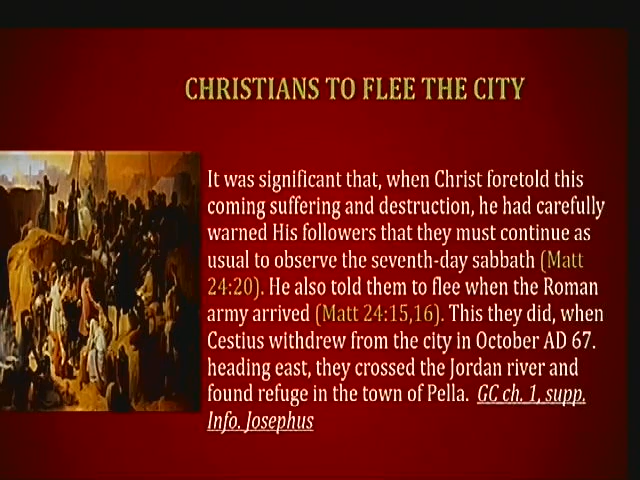 CHRISTIANS TO FLEE THE CITY
It was significant that, when Christ foretold this
coming suffering and destruction, he had carefully
warned His followers that they must continue as
usual to observe the seventh-day sabbath (Matt
24:20). He also told them to flee when the Roman
army arrived (Matt 24:15,16). This they did, when
Cestius withdrew from the city in October AD 67.
heading east, they crossed the Jordan river and
found refuge in the town of Pella. GC ch. 1, supp.
Info. Josephus